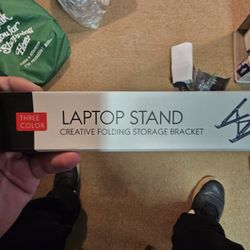 THREE
COLOR
LAPTOP STAND
CREATIVE FOLDING STORAGE BRACKET